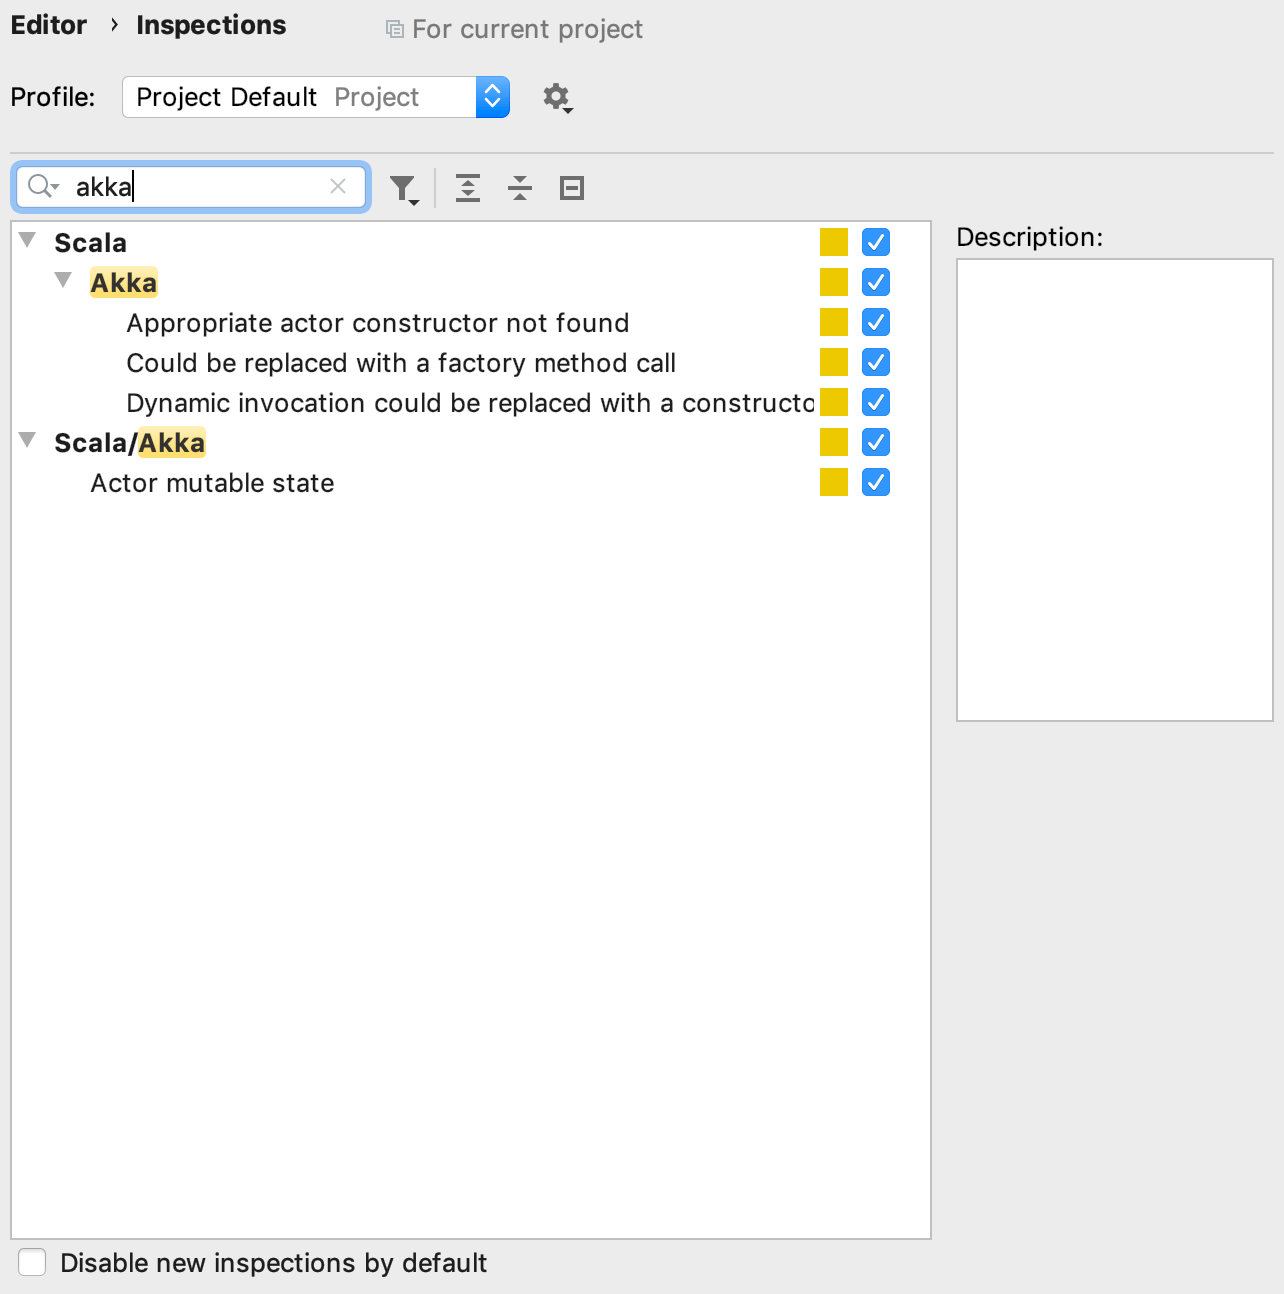 Editor › Inspections For current project
Profile: Project Default Project
akka
Scala
Description:
Akka
Appropriate actor constructor not found
Could be replaced with a factory method call
Dynamic invocation could be replaced with a constructo
Scala/Akka
Actor mutable state
Disable new inspections by default